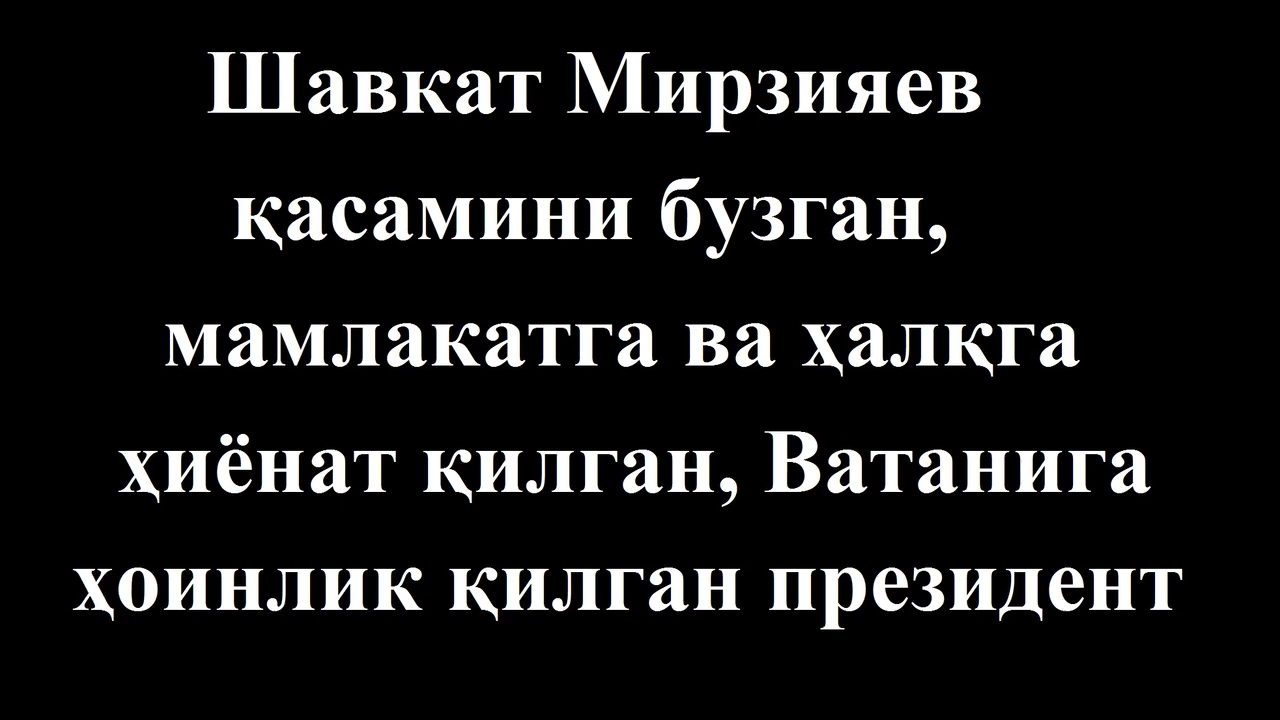 Шавкат Мирзияев
қасамини бузган,
мамлакатга ва ҳалқга
ҳиёнат қилган, Ватанига
ҳоинлик қилган президент